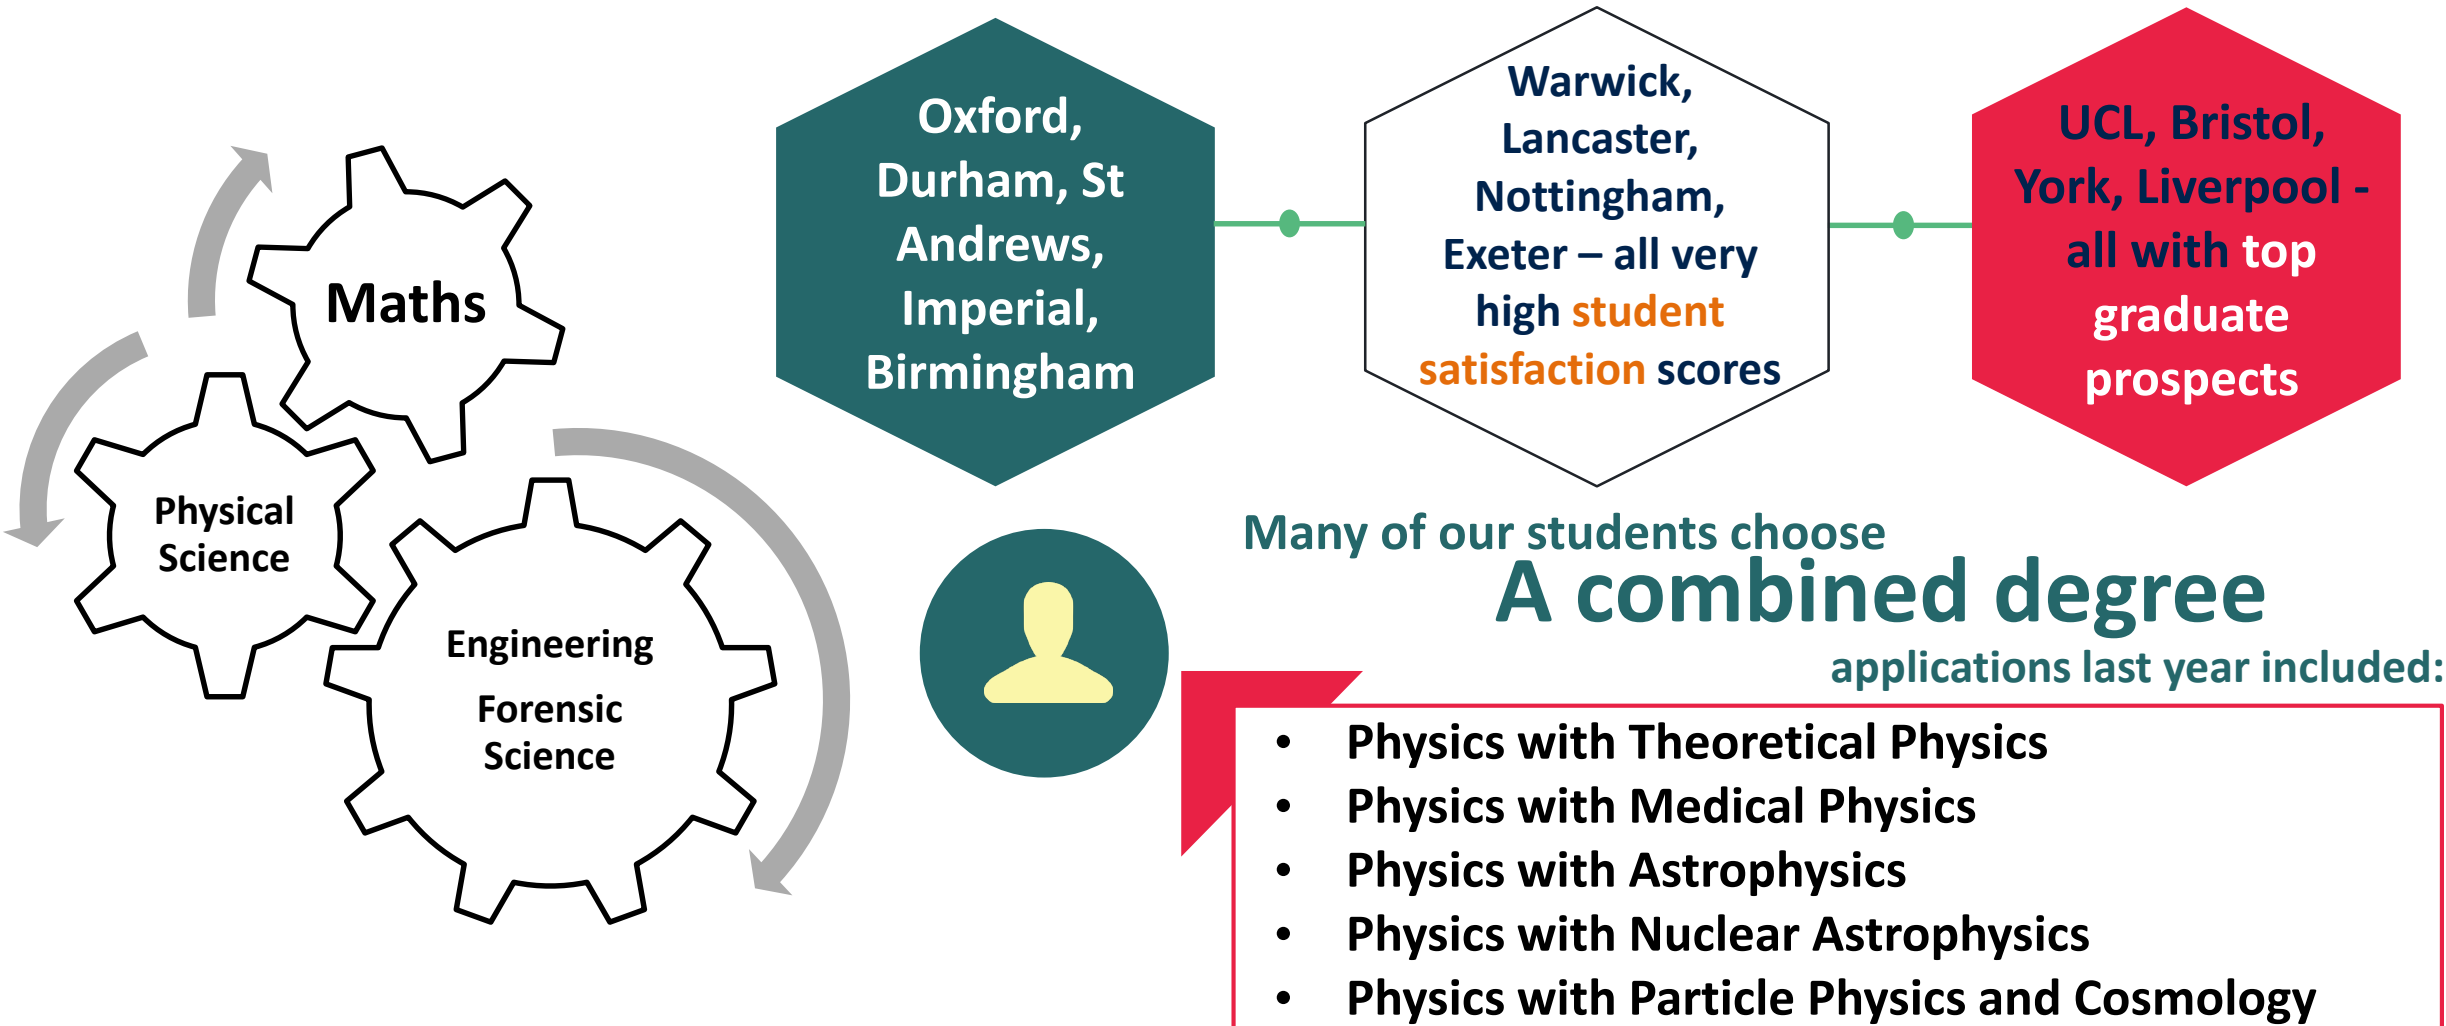 Maths
Physical
Science
Engineering
Forensic
Science
Oxford,
Durham, St
Andrews,
Imperial,
Birmingham
Warwick,
Lancaster,
Nottingham,
Exeter – all very
high student
satisfaction scores
UCL, Bristol,
York, Liverpool -
all with top
graduate
prospects
Many of our students choose
A combined degree
applications last year included:
• Physics with Theoretical Physics
• Physics with Medical Physics
• Physics with Astrophysics
• Physics with Nuclear Astrophysics
• Physics with Particle Physics and Cosmology